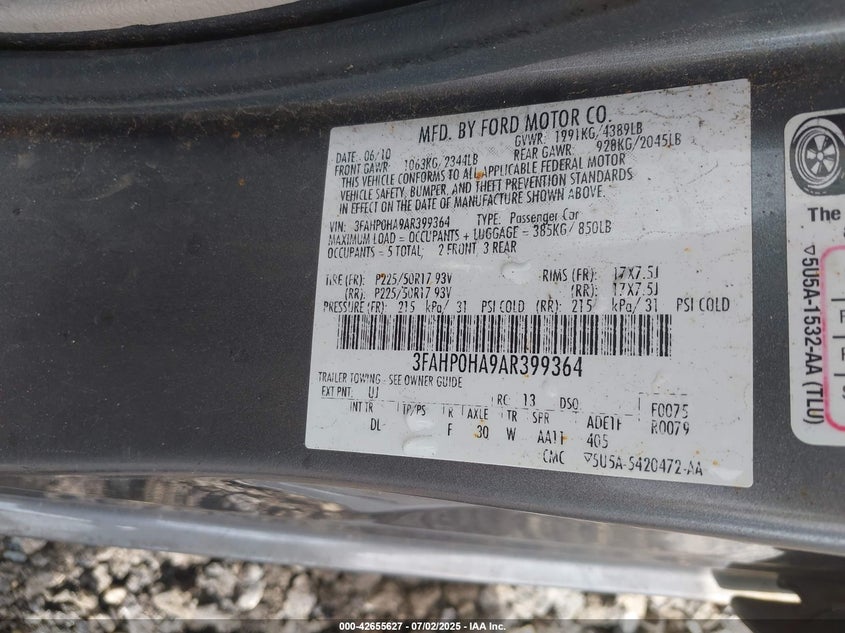 MFD. BY FORD MOTOR CO.
DATE: 06/10 GVWR: 1991KG/4389LB
FRONT GAWR: 1063KG/2344LB REAR GAWR: 928KG/2045LB
THIS VEHICLE CONFORMS TO ALL APPLICABLE FEDERAL MOTOR
VEHICLE SAFETY, BUMPER, AND THEFT PREVENTION STANDARDS
IN EFFECT ON THE DATE OF MANUFACTURE SHOWN ABOVE.
VIN: 3FAHP0HA9AR399364 TYPE: Passenger Car
MAXIMUM LOAD = OCCUPANTS + LUGGAGE = 385KG/850LB
OCCUPANTS = 5 TOTAL, 2 FRONT, 3 REAR
TIRE (FR): P225/50R17 93V RIMS (FR): 17X7.5J
(RR): P225/50R17 93V (RR): 17X7.5J
PRESSURE (FR): 215 kPa/ 31 PSI COLD (RR): 215 kPa/ 31 PSI COLD
3FAHP0HA9AR399364
TRAILER TOWING - SEE OWNER GUIDE
EXT PNT: UJ RC: 13 DSO F0075
INT TR TP/PS R AXLE TR SPR R0079
DL F 30 W AA11 405
CMC ▽5U5A-5420472-AA
The
▽5U5A-1532-AA (TLU)
000-42655627 - 07/02/2025 - IAA Inc.